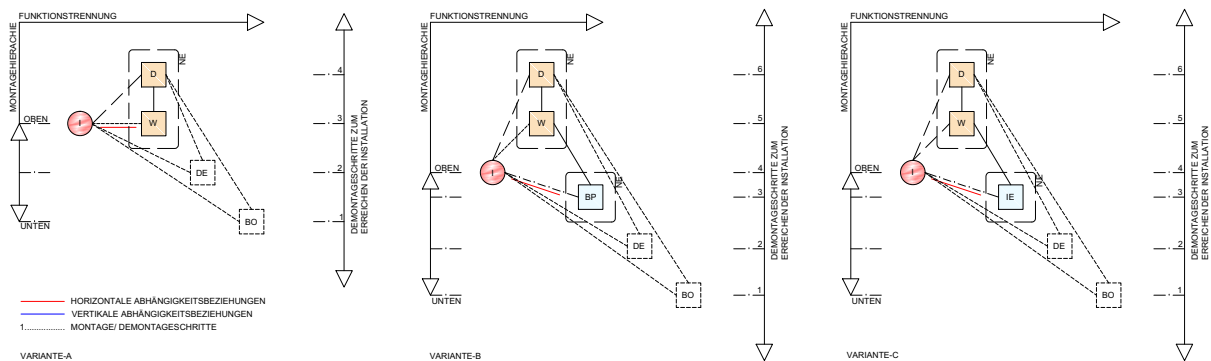 FUNKTIONSTRENNUNG
MONTAGEHIERACHIE
OBEN
UNTEN
NE
D
W
I
DE
BO
4
3
2
1
DEMONTAGESCHRITTE ZUM
ERREICHEN DER INSTALLATION
HORIZONTALE ABHÄNGIGKEITSBEZIEHUNGEN
VERTIKALE ABHÄNGIGKEITSBEZIEHUNGEN
1............... MONTAGE/ DEMONTAGESCHRITTE
VARIANTE-A
FUNKTIONSTRENNUNG
MONTAGEHIERACHIE
OBEN
UNTEN
NE
D
W
I
NE
BP
DE
BO
6
5
4
3
2
1
DEMONTAGESCHRITTE ZUM
ERREICHEN DER INSTALLATION
VARIANTE-B
FUNKTIONSTRENNUNG
MONTAGEHIERACHIE
OBEN
UNTEN
NE
D
W
I
NE
IE
DE
BO
6
5
4
3
2
1
DEMONTAGESCHRITTE ZUM
ERREICHEN DER INSTALLATION
VARIANTE-C